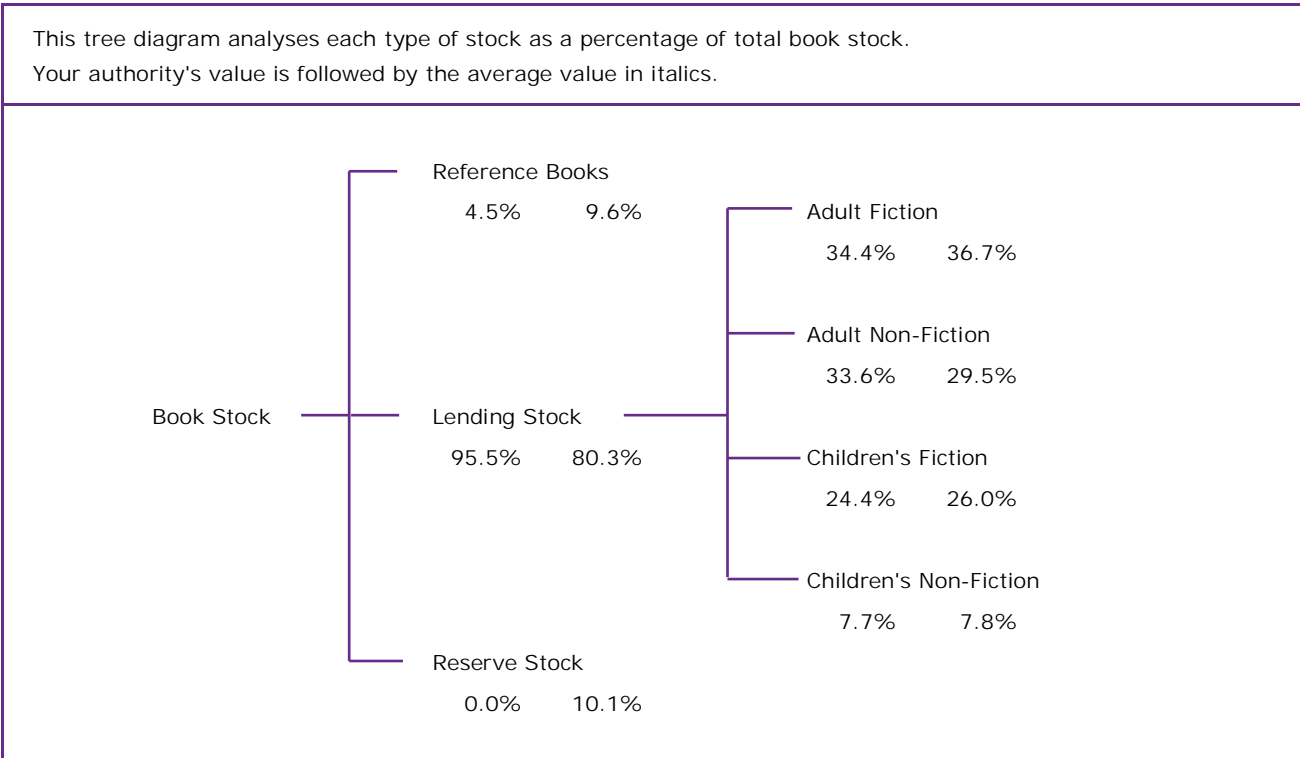 This tree diagram analyses each type of stock as a percentage of total book stock.
Your authority's value is followed by the average value in italics.
Reference Books
4.5% 9.6%
Adult Fiction
34.4% 36.7%
Adult Non-Fiction
33.6% 29.5%
Book Stock
Lending Stock
95.5% 80.3%
Children's Fiction
24.4% 26.0%
Children's Non-Fiction
7.7% 7.8%
Reserve Stock
0.0% 10.1%